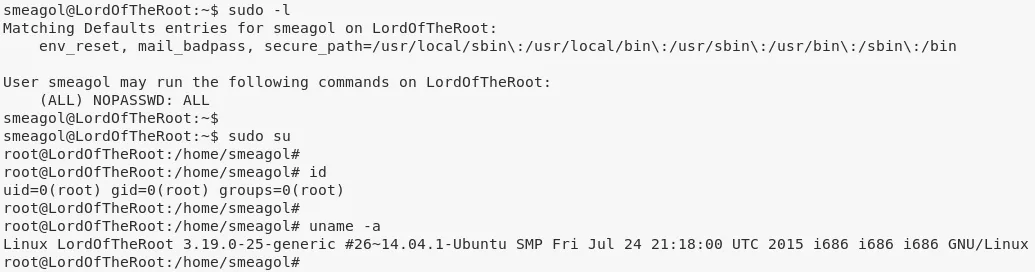 smeagol@LordOfTheRoot:~$ sudo -l
Matching Defaults entries for smeagol on LordOfTheRoot:
    env_reset, mail_badpass, secure_path=/usr/local/sbin\:/usr/local/bin\:/usr/sbin\:/usr/bin\:/sbin\:/bin

User smeagol may run the following commands on LordOfTheRoot:
    (ALL) NOPASSWD: ALL
smeagol@LordOfTheRoot:~$
smeagol@LordOfTheRoot:~$ sudo su
root@LordOfTheRoot:/home/smeagol#
root@LordOfTheRoot:/home/smeagol# id
uid=0(root) gid=0(root) groups=0(root)
root@LordOfTheRoot:/home/smeagol#
root@LordOfTheRoot:/home/smeagol# uname -a
Linux LordOfTheRoot 3.19.0-25-generic #26~14.04.1-Ubuntu SMP Fri Jul 24 21:18:00 UTC 2015 i686 i686 i686 GNU/Linux
root@LordOfTheRoot:/home/smeagol#